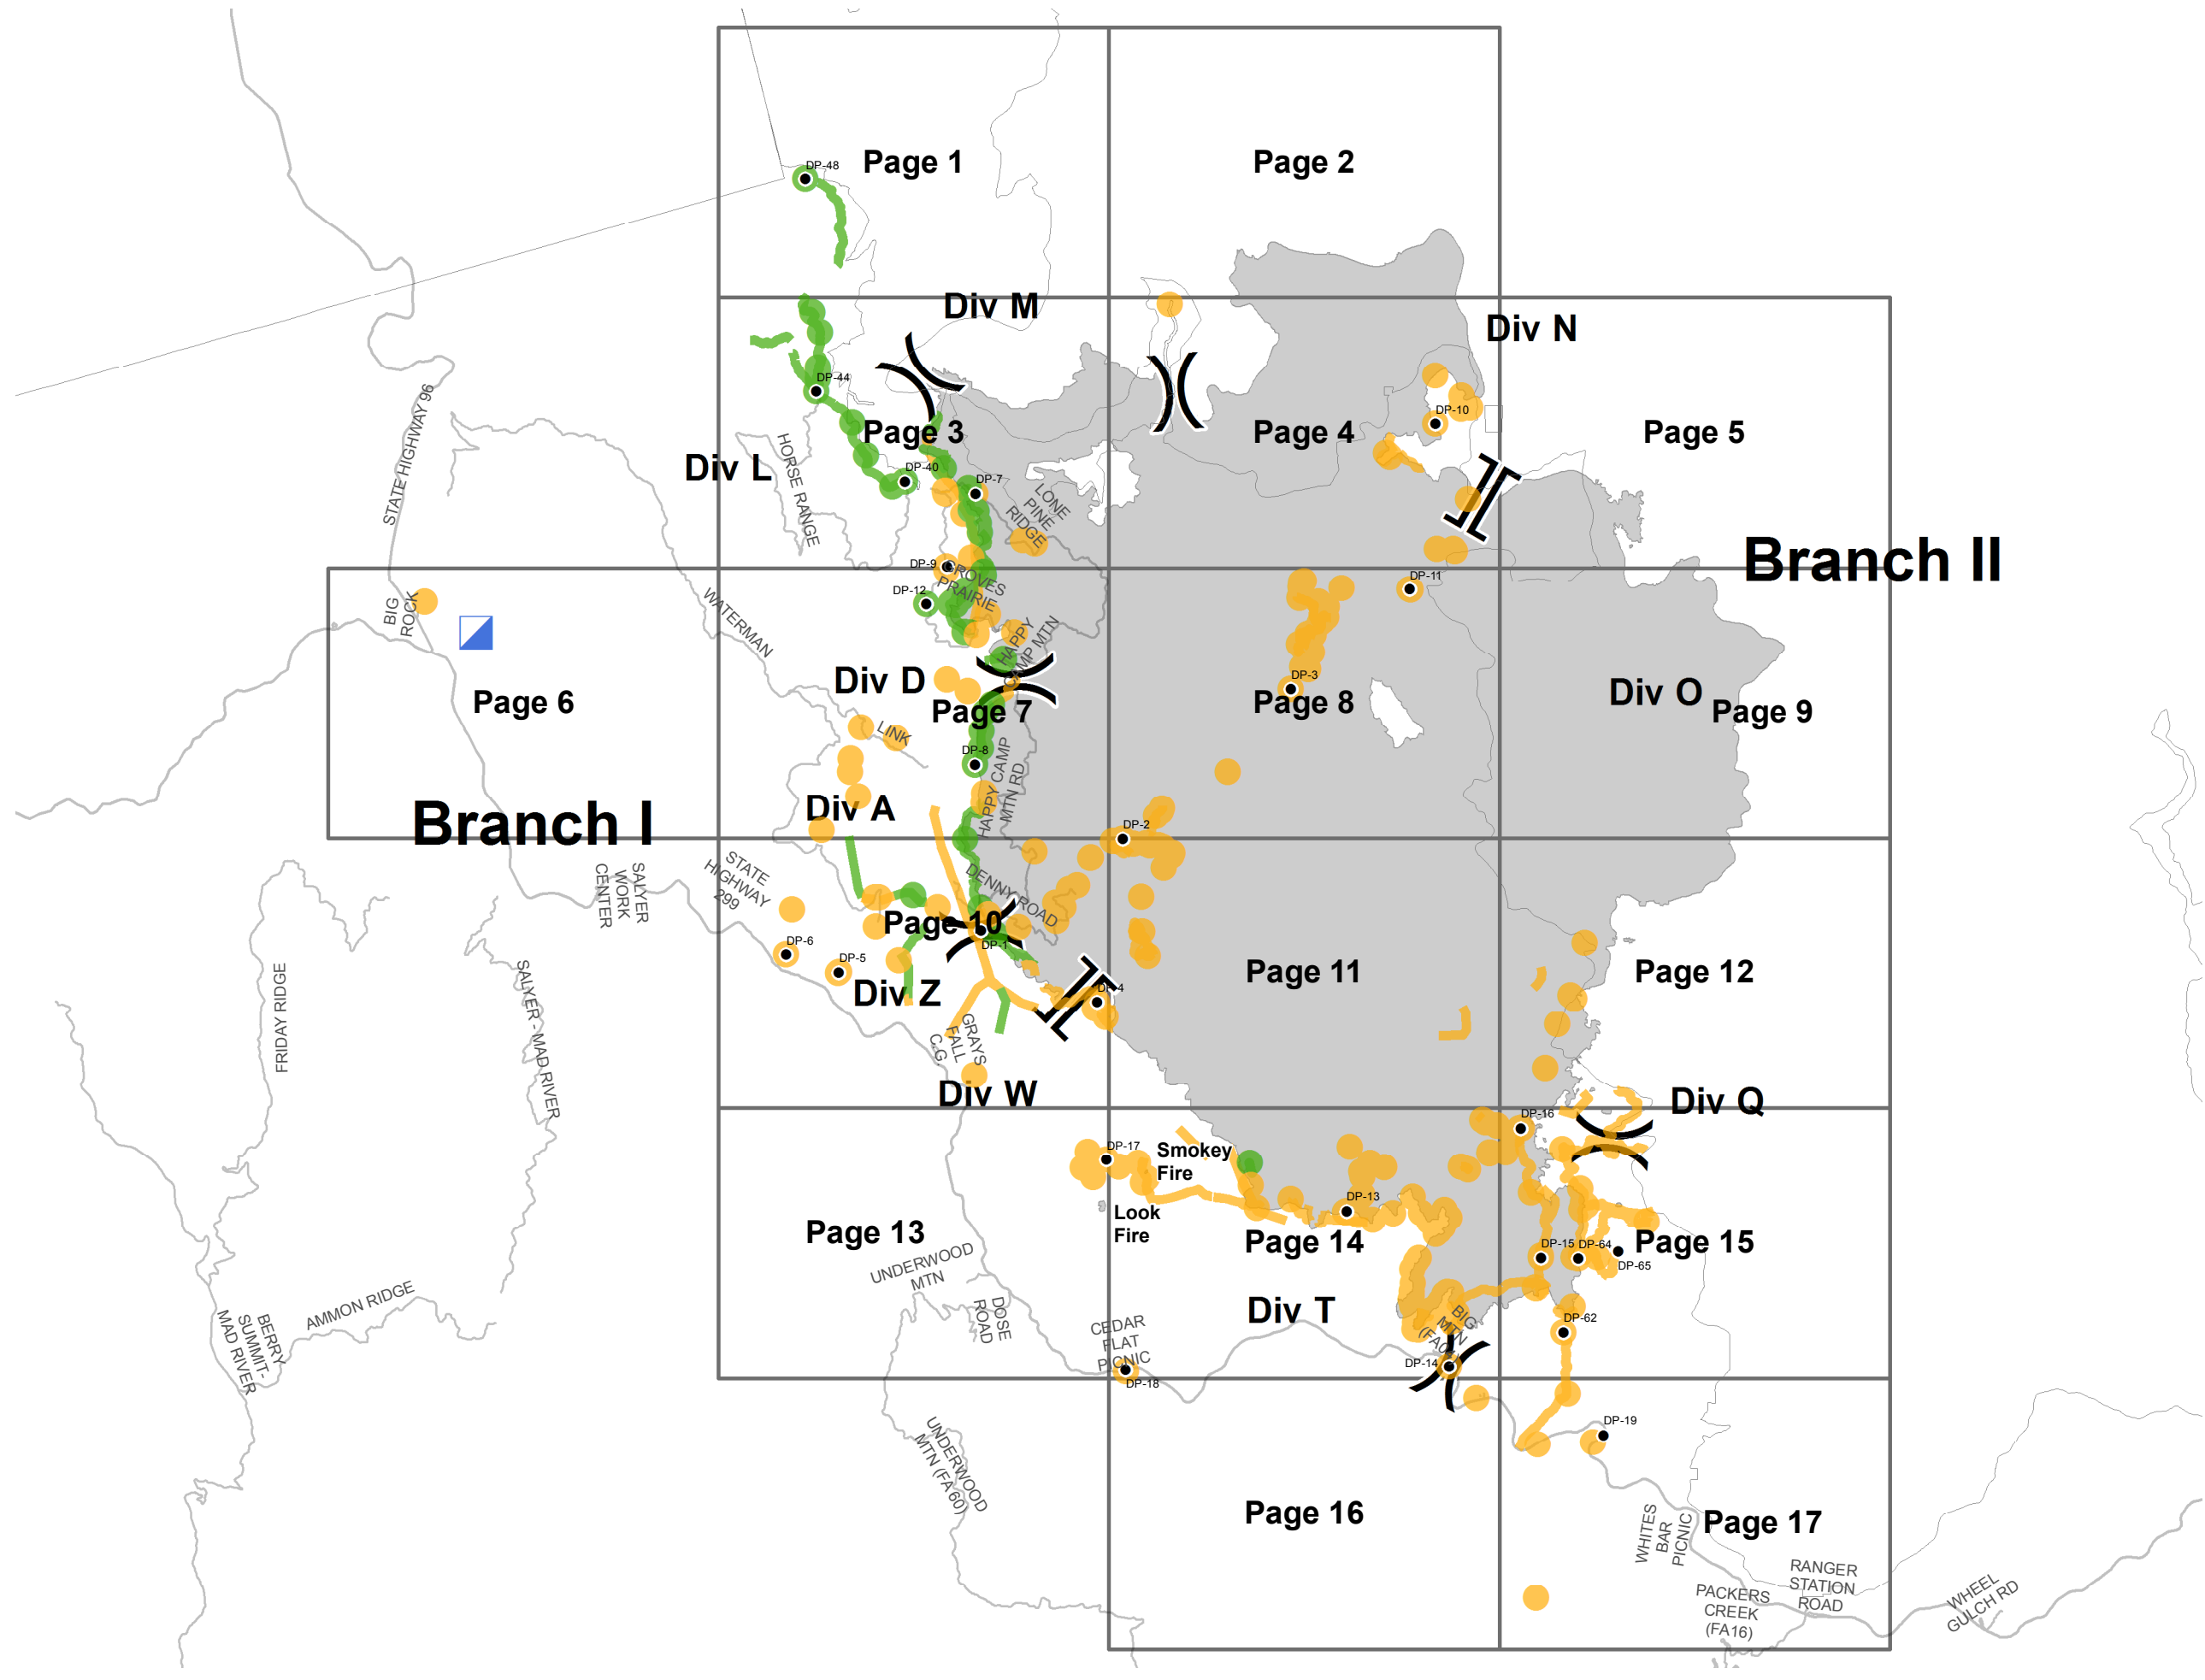 DP-48
Page 1
Page 2
Div M
Div N
DP-44
STATE HIGHWAY 96
DP-10
Page 3
Page 4
Page 5
HORSE RANGE
Div L
DP-40
DP-7
LONE
PINE
RIDGE
Branch II
DP-9
GROVES
PRAIRIE
DP-12
DP-11
BIG
ROCK
WATERMAN
HAPPY
CAMP MTN
Div D
DP-3
Page 6
Page 7
Page 8
Div O
Page 9
LINK
DP-8
HAPPY CAMP
MTN RD
Div A
Branch I
DP-2
STATE
HIGHWAY
299
SALYER
WORK
CENTER
DENNY ROAD
Page 10
DP-1
DP-6
DP-5
Page 11
Page 12
Div Z
DP-4
FRIDAY RIDGE
SALYER - MAD RIVER
GRAYS
FALL
C.G.
Div W
Div Q
DP-16
DP-17
Smokey
Fire
DP-13
Look
Fire
Page 13
Page 14
DP-15
DP-64
Page 15
DP-65
UNDERWOOD
MTN
AMMON RIDGE
DOSE
ROAD
Div T
BERRY
SUMMIT-
MAD RIVER
CEDAR
FLAT
PICNIC
BIG
MTN
DP-62
DP-14
DP-18
DP-19
UNDERWOOD
MTN (FA60)
Page 16
WHITES
BAR
PICNIC
Page 17
RANGER
STATION
ROAD
PACKERS
CREEK
(FA16)
WHEEL
GULCH RD